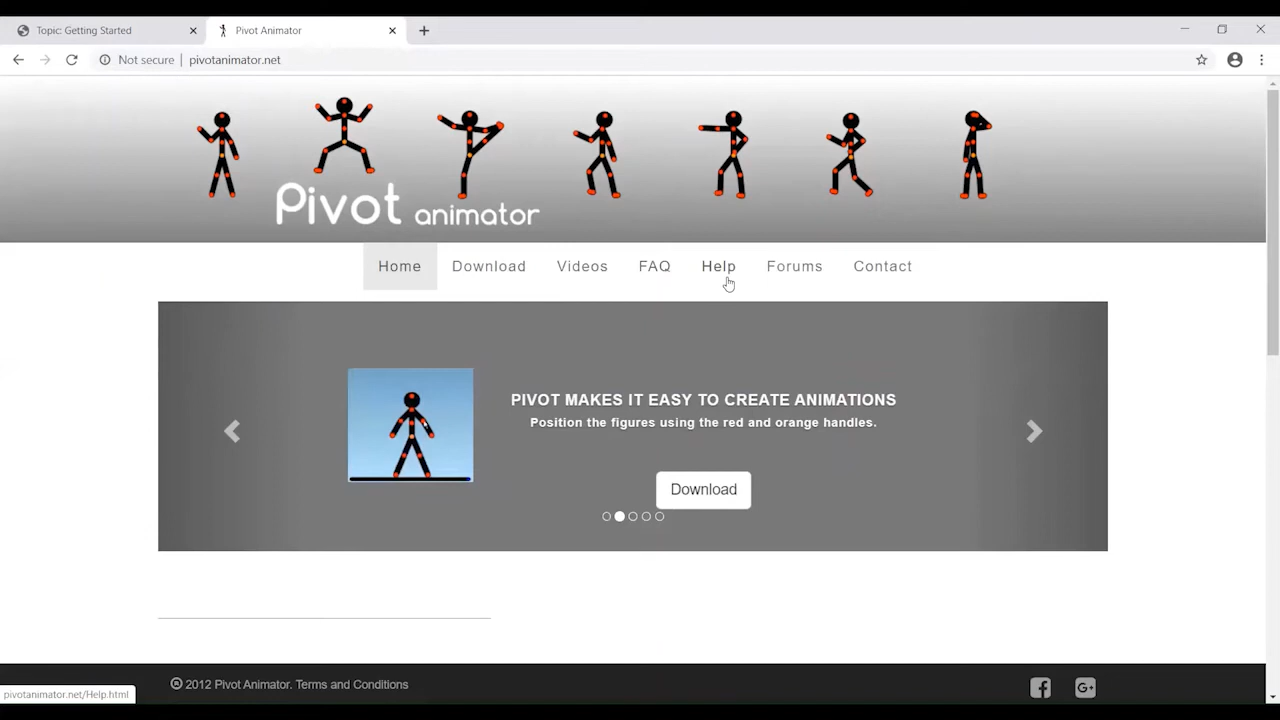 Topic: Getting Started
Pivot Animator
Not secure
pivotanimator.net
Pivot animator
Home
Download
Videos
FAQ
Help
Forums
Contact
PIVOT MAKES IT EASY TO CREATE ANIMATIONS
Position the figures using the red and orange handles.
Download
® 2012 Pivot Animator. Terms and Conditions
pivotanimator.net/Help.html